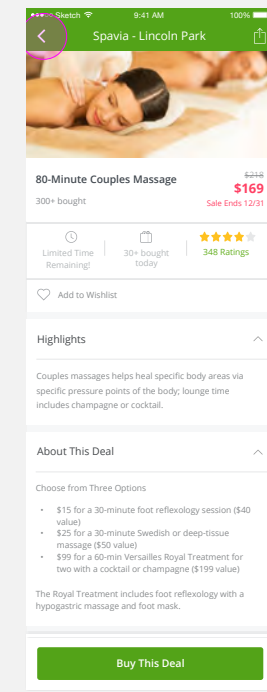 Sketch 9:41 AM 100%
Spavia - Lincoln Park
80-Minute Couples Massage
$218
$169
300+ bought
Sale Ends 12/31
Limited Time
Remaining!
30+ bought
today
348 Ratings
Add to Wishlist
Highlights
Couples massages helps heal specific body areas via
specific pressure points of the body; lounge time
includes champagne or cocktail.
About This Deal
Choose from Three Options
• $15 for a 30-minute foot reflexology session ($40
value)
• $25 for a 30-minute Swedish or deep-tissue
massage ($50 value)
• $99 for a 60-min Versailles Royal Treatment for
two with a cocktail or champagne ($199 value)
The Royal Treatment includes foot reflexology with a
hypogastric massage and foot mask.
Buy This Deal